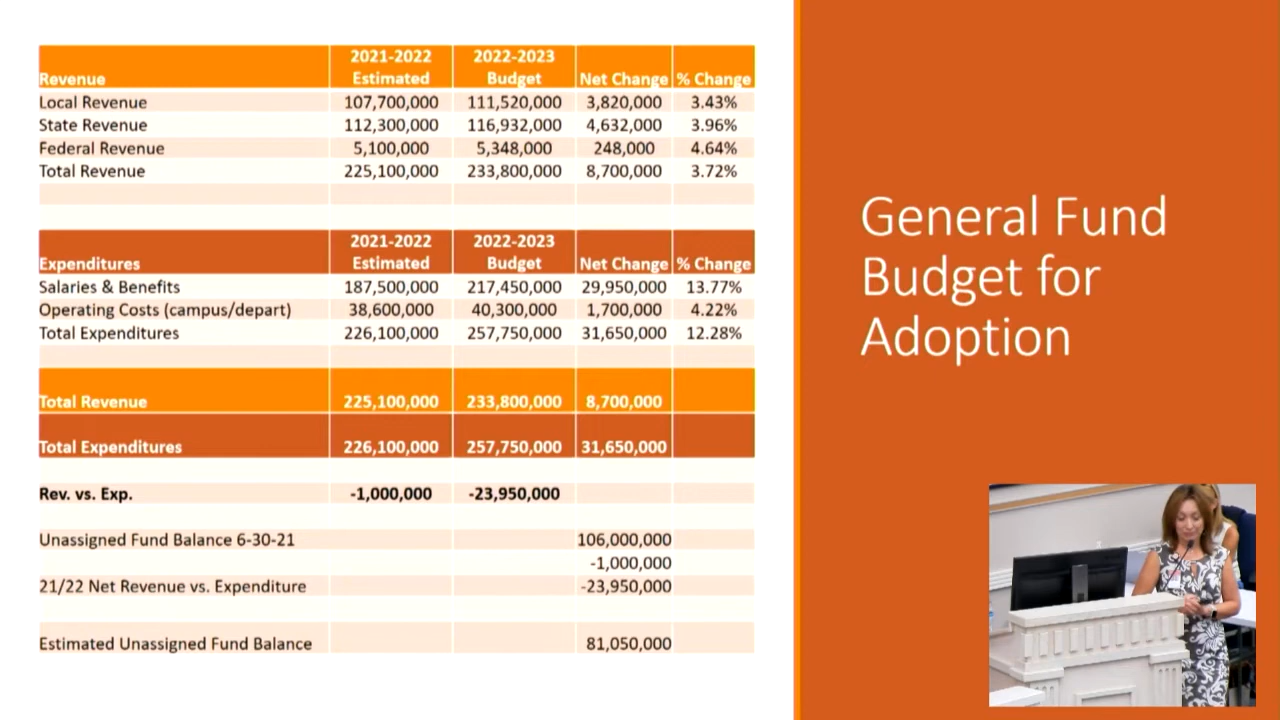 2021-2022 2022-2023
Revenue Estimated Budget Net Change % Change
Local Revenue 107,700,000 111,520,000 3,820,000 3.43%
State Revenue 112,300,000 116,932,000 4,632,000 3.96%
Federal Revenue 5,100,000 5,348,000 248,000 4.64%
Total Revenue 225,100,000 233,800,000 8,700,000 3.72%
2021-2022 2022-2023
Expenditures Estimated Budget Net Change % Change
Salaries & Benefits 187,500,000 217,450,000 29,950,000 13.77%
Operating Costs (campus/depart) 38,600,000 40,300,000 1,700,000 4.22%
Total Expenditures 226,100,000 257,750,000 31,650,000 12.28%
Total Revenue 225,100,000 233,800,000 8,700,000
Total Expenditures 226,100,000 257,750,000 31,650,000
Rev. vs. Exp. -1,000,000 -23,950,000
Unassigned Fund Balance 6-30-21 106,000,000
-1,000,000
21/22 Net Revenue vs. Expenditure -23,950,000
Estimated Unassigned Fund Balance 81,050,000
General Fund
Budget for
Adoption